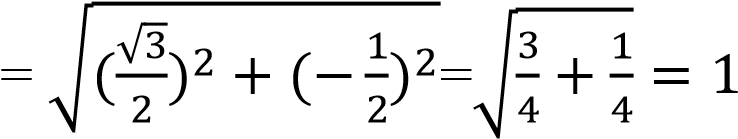 = √((√3/2)² + (−1/2)²) = √(3/4 + 1/4) = 1